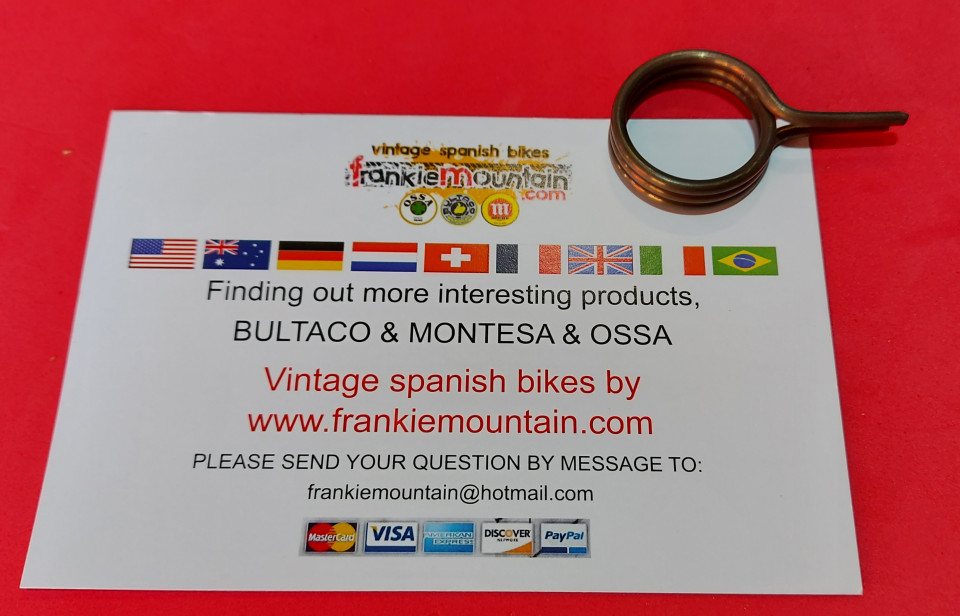 vintage spanish bikes
frankiemountain
.com
OSSA BULTACO m
Finding out more interesting products,
BULTACO & MONTESA & OSSA
Vintage spanish bikes by
www.frankiemountain.com
PLEASE SEND YOUR QUESTION BY MESSAGE TO:
frankiemountain@hotmail.com
MasterCard VISA AMERICAN EXPRESS DISCOVER NETWORK PayPal